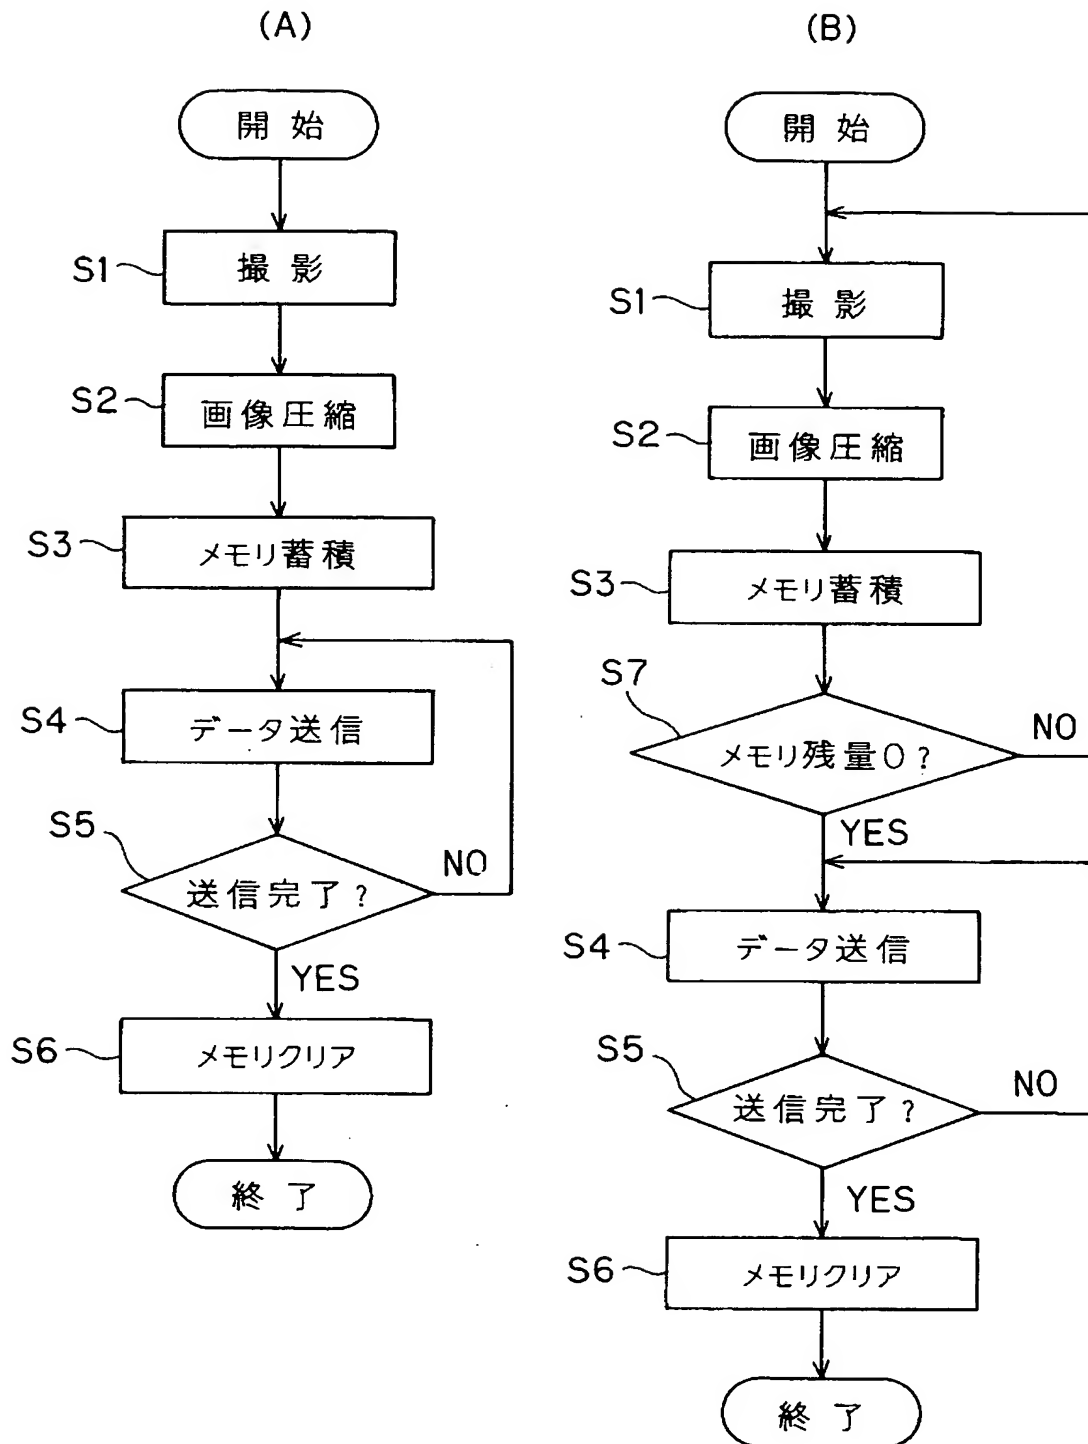 (A)
開始
S1
撮影
S2
画像圧縮
S3
メモリ蓄積
S4
データ送信
S5
送信完了?
NO
YES
S6
メモリクリア
終了
(B)
開始
S1
撮影
S2
画像圧縮
S3
メモリ蓄積
S7
メモリ残量0?
NO
YES
S4
データ送信
S5
送信完了?
NO
YES
S6
メモリクリア
終了